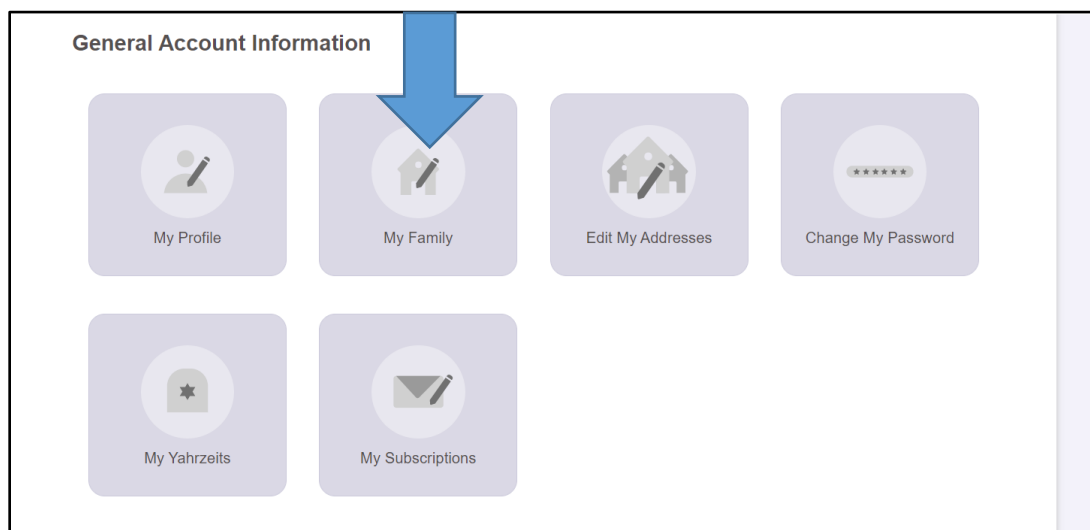 General Account Information
My Profile
My Family
Edit My Addresses
Change My Password
My Yahrzeits
My Subscriptions